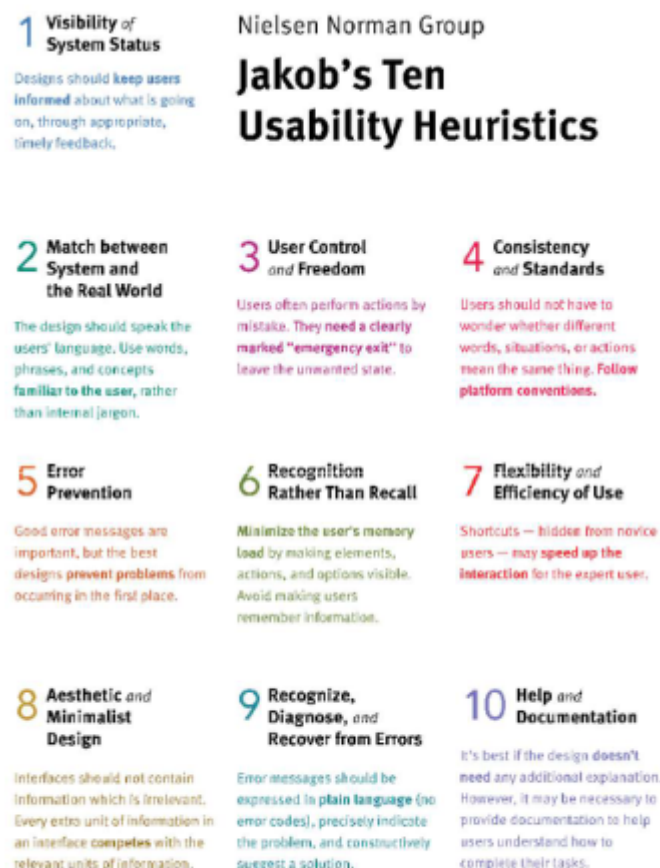 1 Visibility of
System Status
Designs should keep users
informed about what is going
on, through appropriate,
timely feedback.
Nielsen Norman Group
Jakob's Ten
Usability Heuristics
2 Match between
System and
the Real World
The design should speak the
users' language. Use words,
phrases, and concepts
familiar to the user, rather
than internal jargon.
3 User Control
and Freedom
Users often perform actions by
mistake. They need a clearly
marked "emergency exit" to
leave the unwanted state.
4 Consistency
and Standards
Users should not have to
wonder whether different
words, situations, or actions
mean the same thing. Follow
platform conventions.
5 Error
Prevention
Good error messages are
important, but the best
designs prevent problems from
occurring in the first place.
6 Recognition
Rather Than Recall
Minimize the user's memory
load by making elements,
actions, and options visible.
Avoid making users
remember information.
7 Flexibility and
Efficiency of Use
Shortcuts — hidden from novice
users — may speed up the
interaction for the expert user.
8 Aesthetic and
Minimalist
Design
Interfaces should not contain
information which is irrelevant.
Every extra unit of information in
an interface competes with the
relevant units of information.
9 Recognize,
Diagnose, and
Recover from Errors
Error messages should be
expressed in plain language (no
error codes), precisely indicate
the problem, and constructively
suggest a solution.
10 Help and
Documentation
It's best if the design doesn't
need any additional explanation.
However, it may be necessary to
provide documentation to help
users understand how to
complete their tasks.